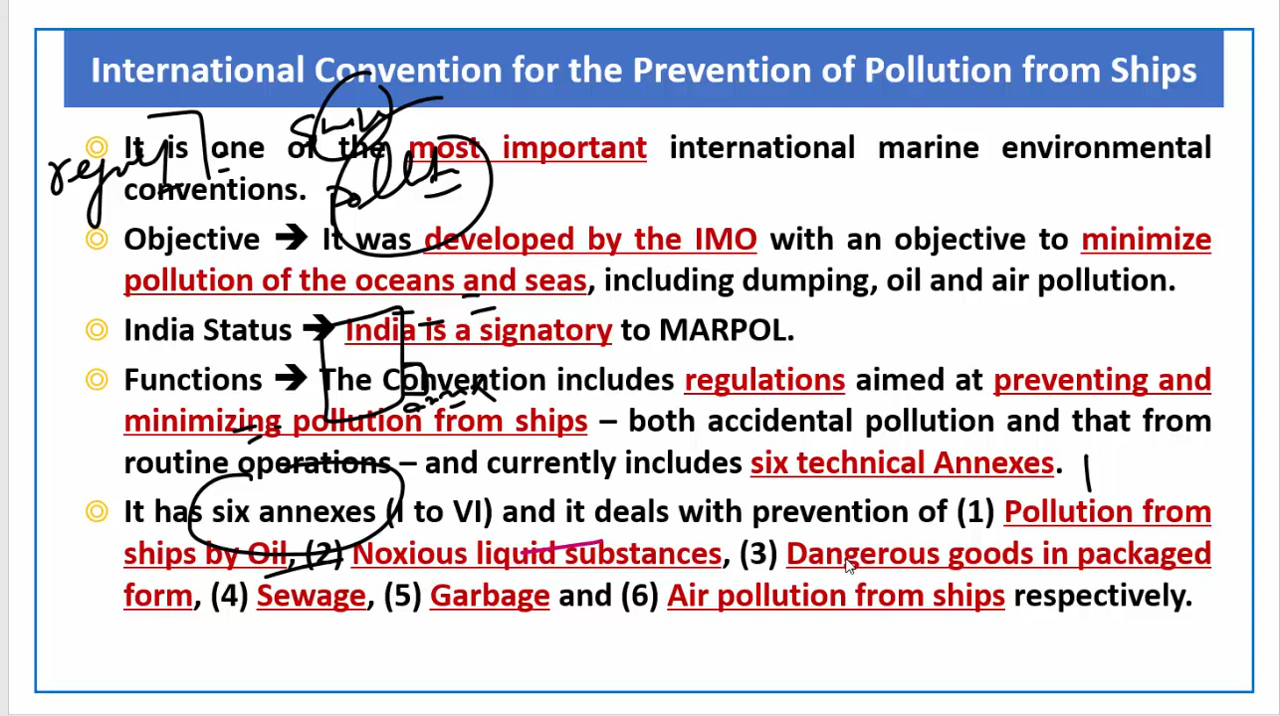 International Convention for the Prevention of Pollution from Ships
It is one of the most important international marine environmental
conventions.
Objective ➔ It was developed by the IMO with an objective to minimize
pollution of the oceans and seas, including dumping, oil and air pollution.
India Status ➔ India is a signatory to MARPOL.
Functions ➔ The Convention includes regulations aimed at preventing and
minimizing pollution from ships – both accidental pollution and that from
routine operations – and currently includes six technical Annexes.
It has six annexes (I to VI) and it deals with prevention of (1) Pollution from
ships by Oil, (2) Noxious liquid substances, (3) Dangerous goods in packaged
form, (4) Sewage, (5) Garbage and (6) Air pollution from ships respectively.